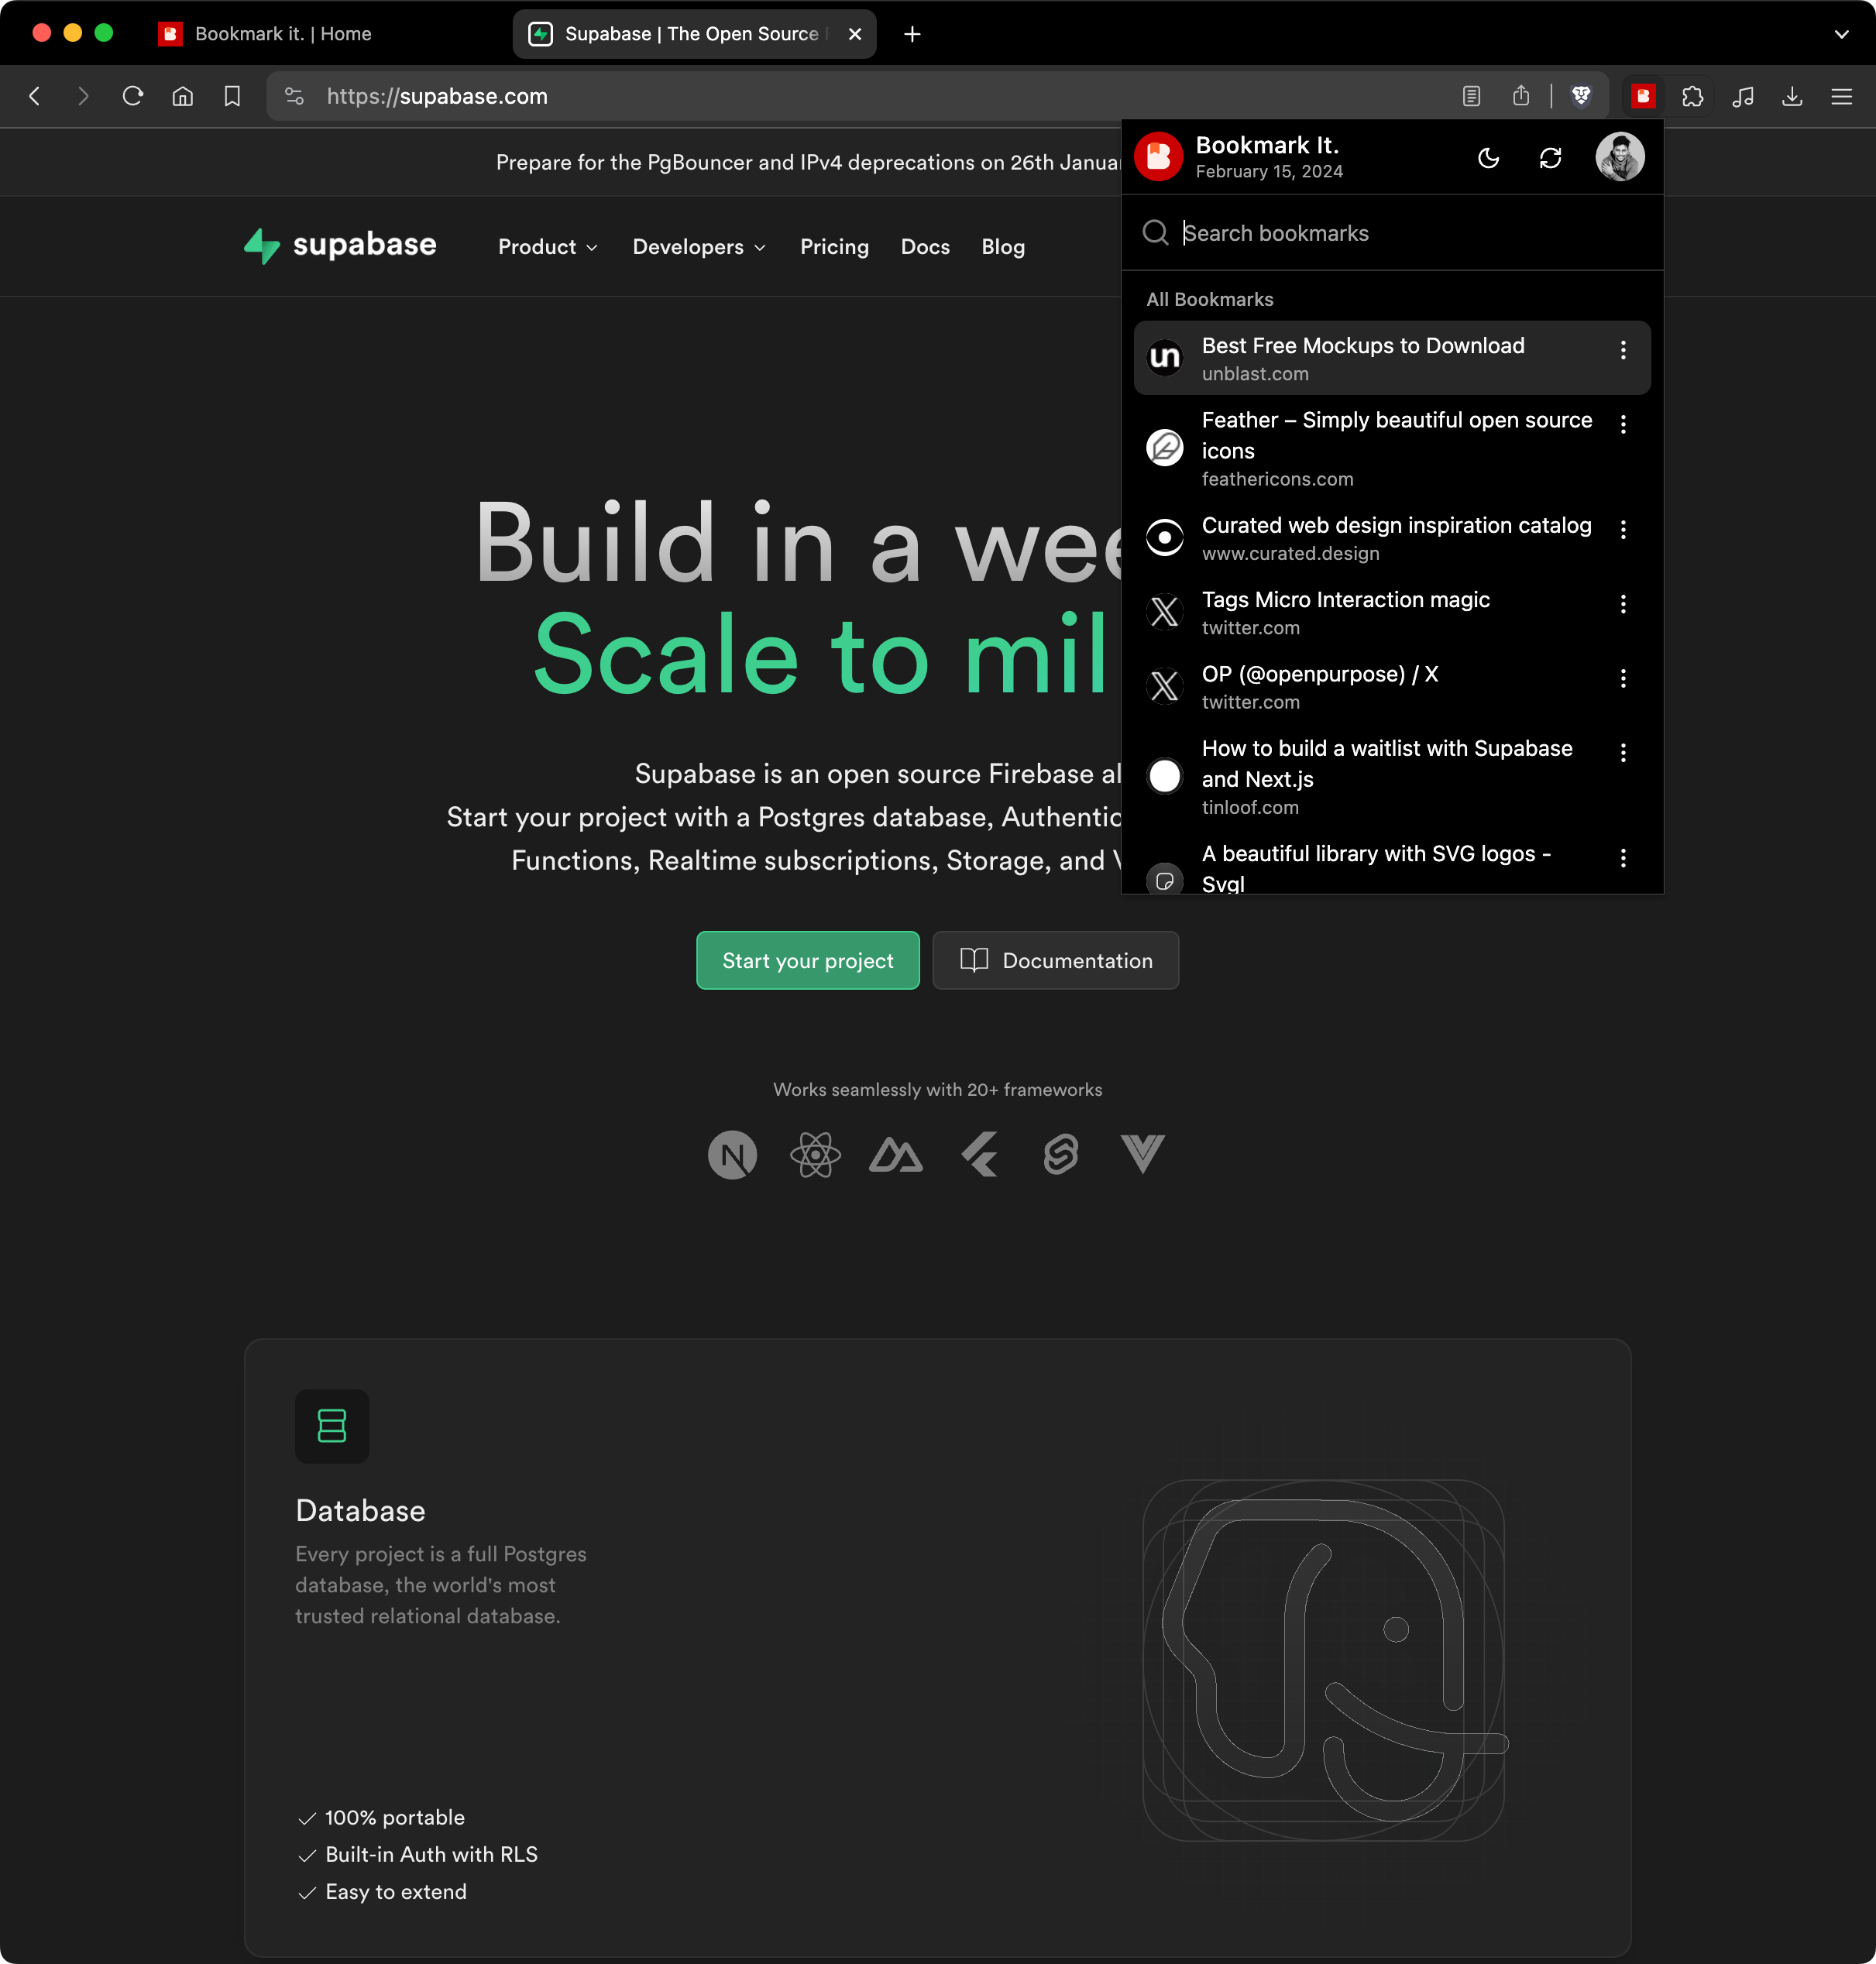 Bookmark it. | Home
Supabase | The Open Source
https://supabase.com
Prepare for the PgBouncer and IPv4 deprecations on 26th
supabase
Product
Developers
Pricing
Docs
Blog
Build in a
Scale to
Supabase is an open source Firebase
Start your project with a Postgres database,
Functions, Realtime subscriptions, Storage, and
Start your project
Documentation
Works seamlessly with 20+ frameworks
Database
Every project is a full Postgres
database, the world's most
trusted relational database.
100% portable
Built-in Auth with RLS
Easy to extend
Bookmark It.
February 15, 2024
Search bookmarks
All Bookmarks
un
Best Free Mockups to Download
unblast.com
Feather – Simply beautiful open source
icons
feathericons.com
Curated web design inspiration catalog
www.curated.design
Tags Micro Interaction magic
twitter.com
OP (@openpurpose) / X
twitter.com
How to build a waitlist with Supabase
and Next.js
tinloof.com
A beautiful library with SVG logos -
Svgl